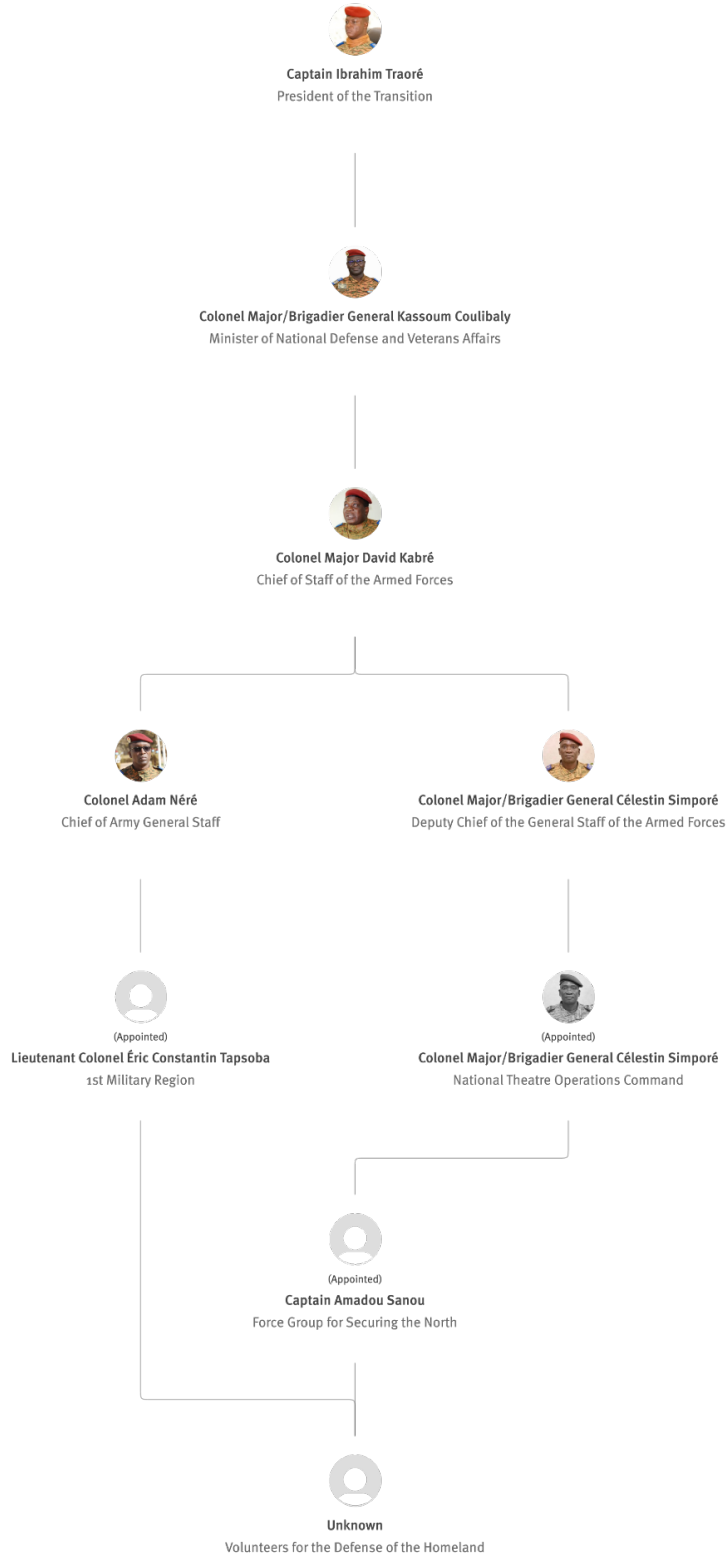 Captain Ibrahim Traoré
President of the Transition
Colonel Major/Brigadier General Kassoum Coulibaly
Minister of National Defense and Veterans Affairs
Colonel Major David Kabré
Chief of Staff of the Armed Forces
Colonel Adam Néré
Chief of Army General Staff
Colonel Major/Brigadier General Célestin Simporé
Deputy Chief of the General Staff of the Armed Forces
(Appointed)
Lieutenant Colonel Éric Constantin Tapsoba
1st Military Region
(Appointed)
Colonel Major/Brigadier General Célestin Simporé
National Theatre Operations Command
(Appointed)
Captain Amadou Sanou
Force Group for Securing the North
Unknown
Volunteers for the Defense of the Homeland